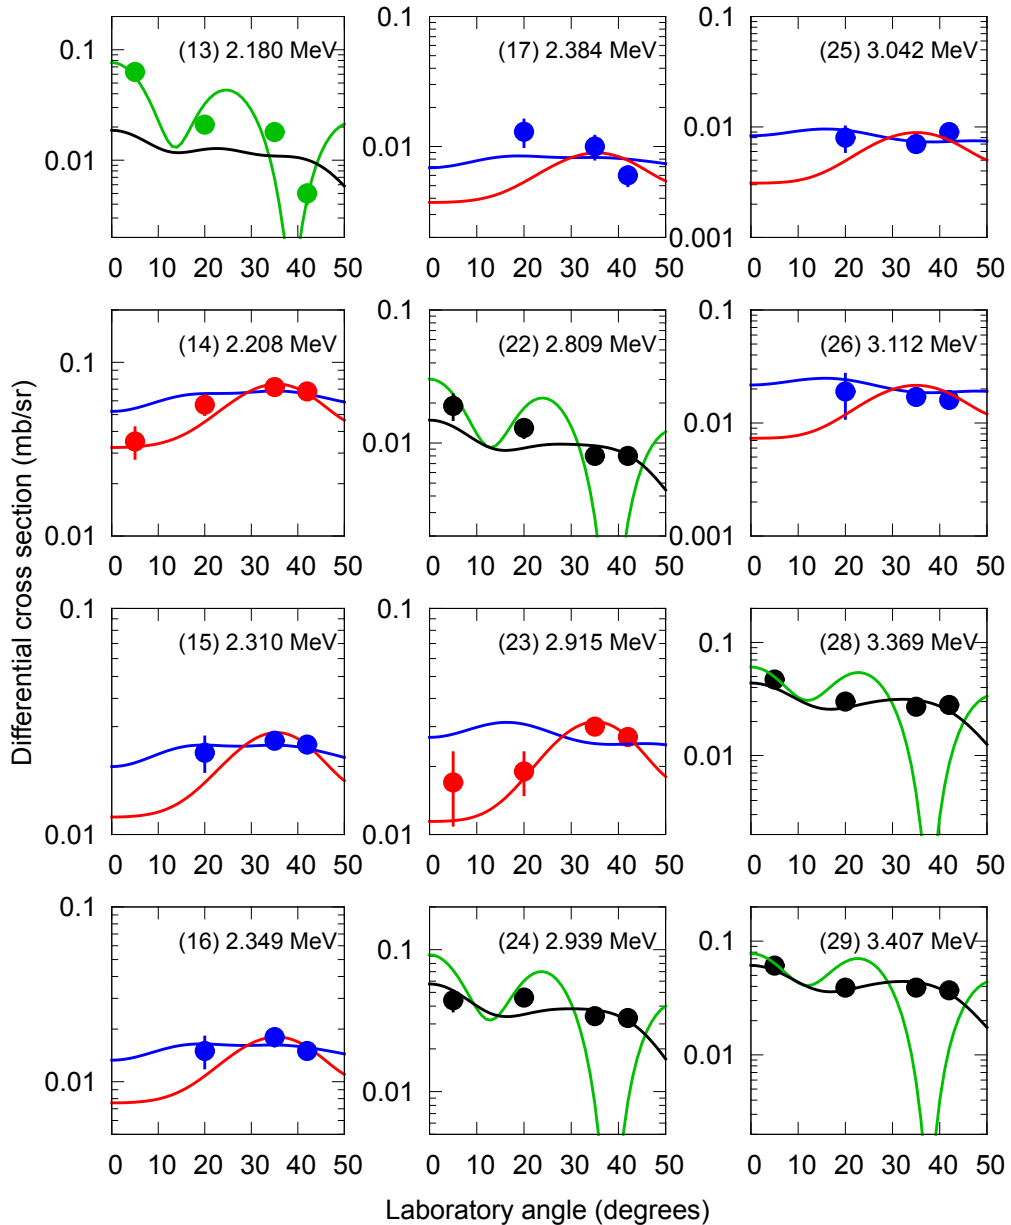 Differential cross section (mb/sr)
(13) 2.180 MeV
0.1
0.01
0 10 20 30 40 50
(17) 2.384 MeV
0.01
0 10 20 30 40 50
(25) 3.042 MeV
0.1
0.01
0.001
0 10 20 30 40 50
(14) 2.208 MeV
0.1
0.01
0 10 20 30 40 50
(22) 2.809 MeV
0.1
0.01
0 10 20 30 40 50
(26) 3.112 MeV
0.1
0.01
0.001
0 10 20 30 40 50
(15) 2.310 MeV
0.1
0.01
0 10 20 30 40 50
(23) 2.915 MeV
0.1
0.01
0 10 20 30 40 50
(28) 3.369 MeV
0.1
0.01
0 10 20 30 40 50
(16) 2.349 MeV
0.1
0.01
0 10 20 30 40 50
(24) 2.939 MeV
0.1
0.01
0 10 20 30 40 50
(29) 3.407 MeV
0.1
0.01
0 10 20 30 40 50
Laboratory angle (degrees)